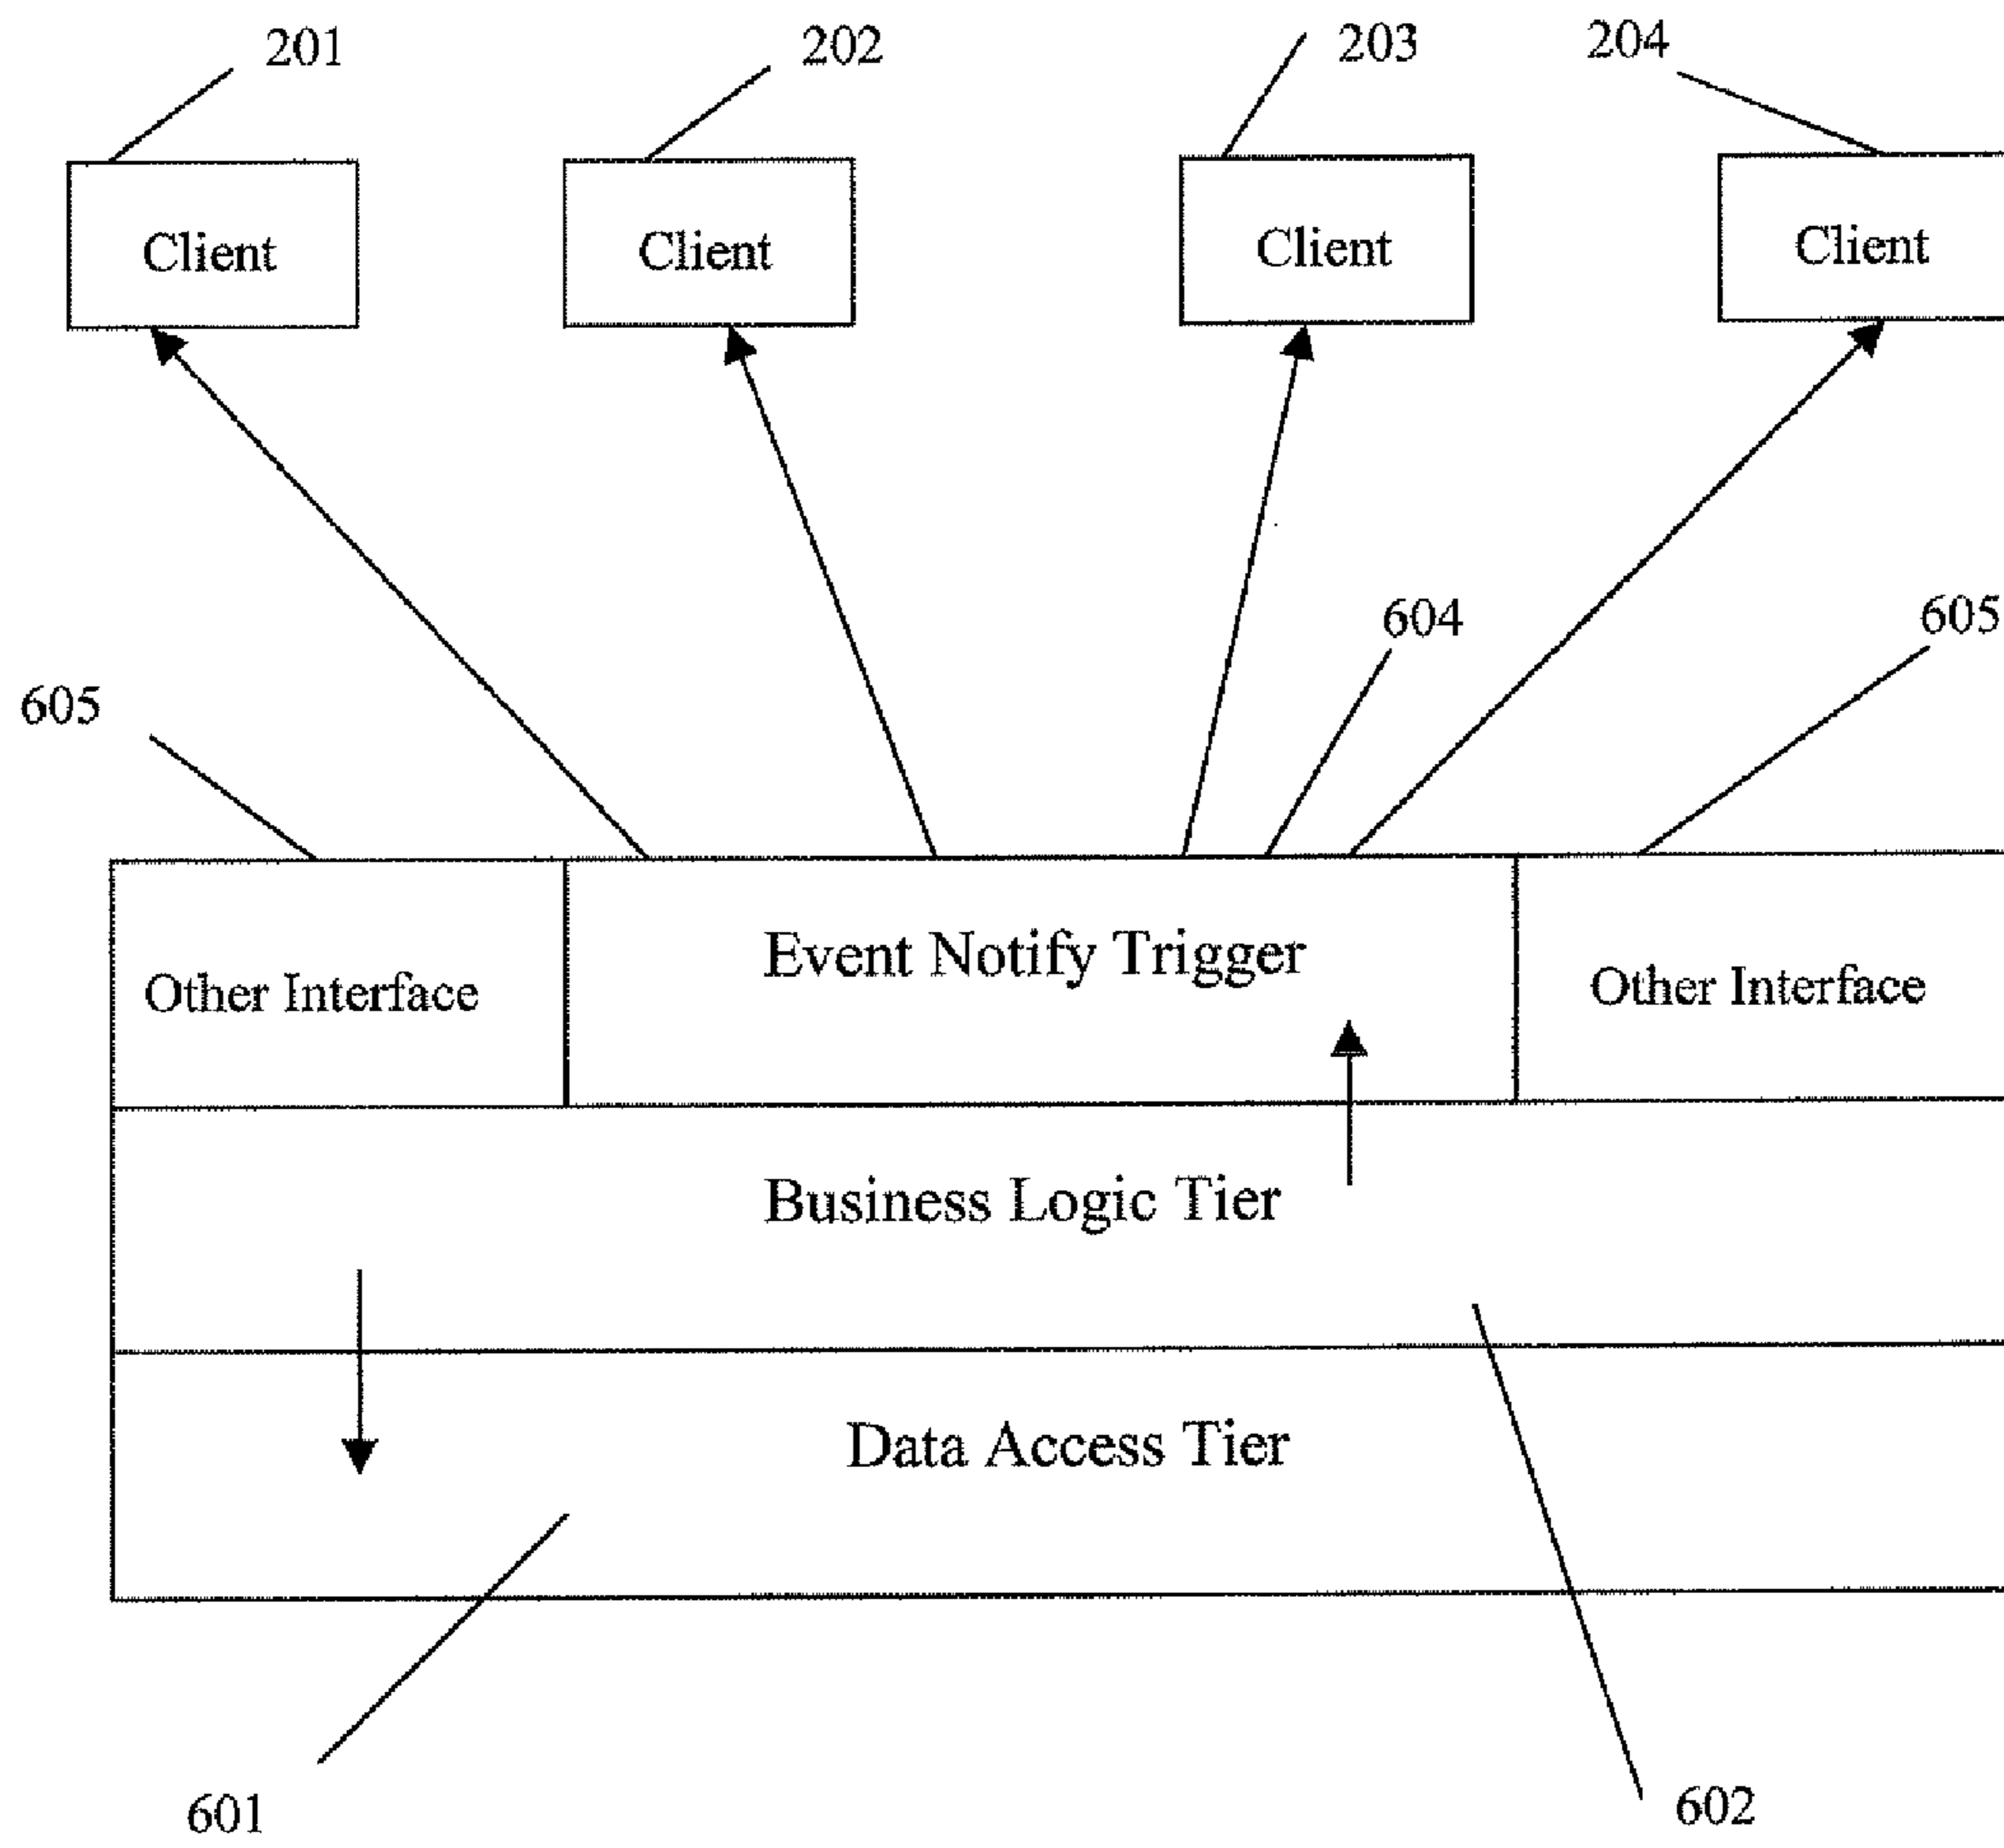 201
202
203
204
Client
Client
Client
Client
604
605
605
Event Notify Trigger
Other Interface
Other Interface
Business Logic Tier
Data Access Tier
601
602